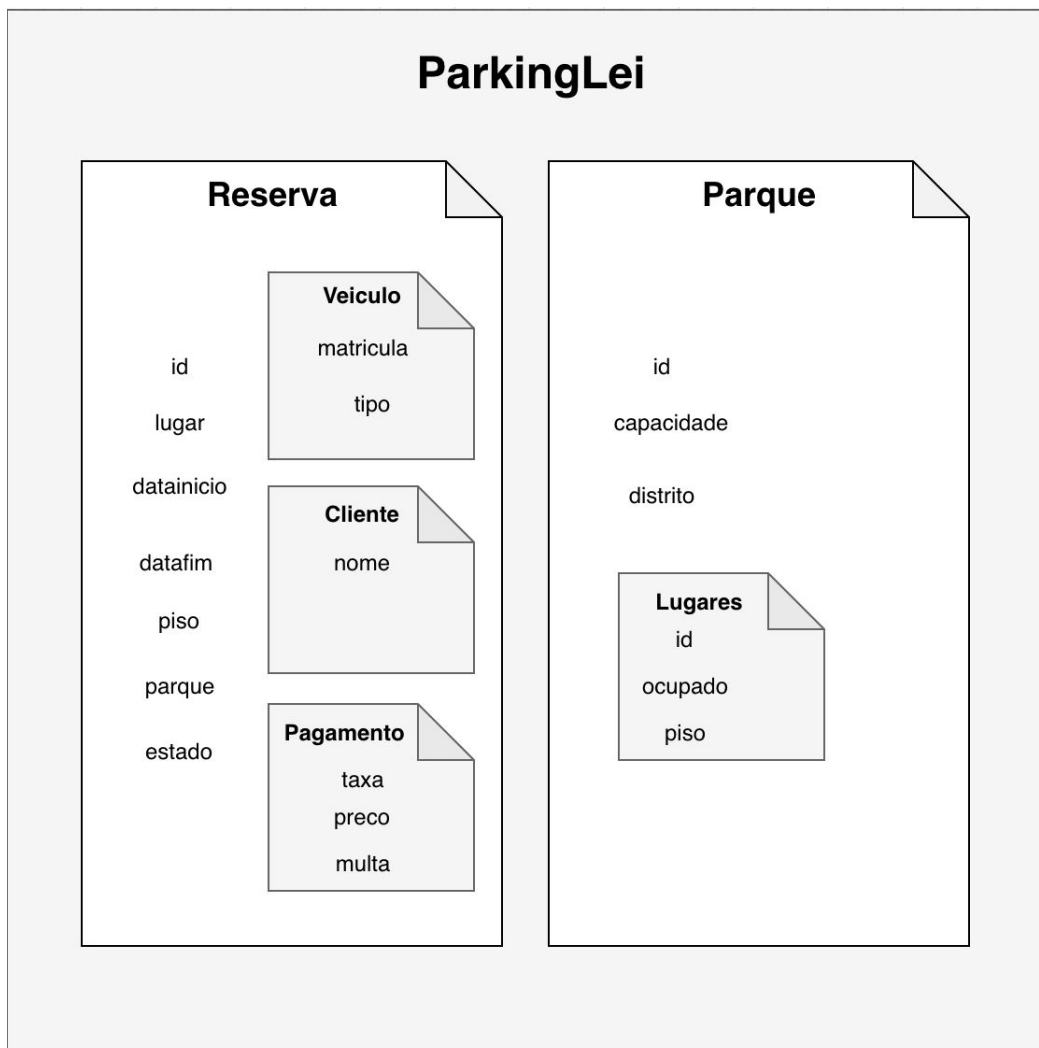 ParkingLei
Reserva
id
lugar
datainicio
datafim
piso
parque
estado
Veiculo
matricula
tipo
Cliente
nome
Pagamento
taxa
preco
multa
Parque
id
capacidade
distrito
Lugares
id
ocupado
piso